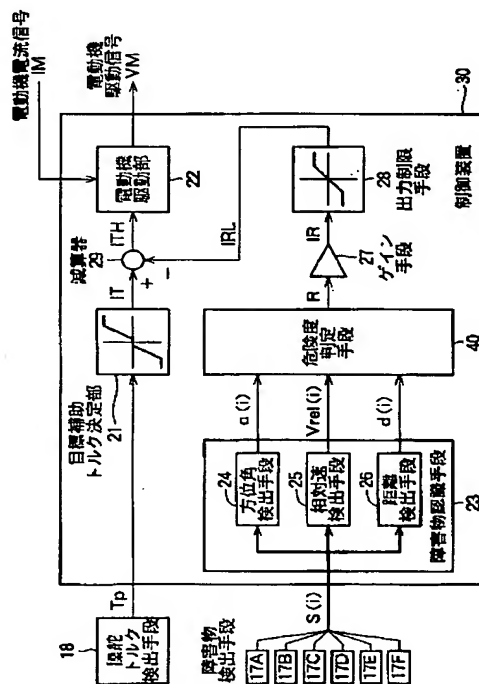 電動機電流信号
IM
電動機
駆動信号
VM
電動機
駆動部
22
減算器
29
ITH
IT
+
−
IRL
目標補助
トルク決定部
21
Tp
18
操舵
トルク
検出手段
28
出力制限
手段
IR
27
ゲイン
手段
R
制御装置
30
危険度
判定
手段
40
a(i)
Vrel(i)
d(i)
24
方位角
検出手段
25
相対速
検出手段
26
距離
検出手段
23
障害物認識手段
S(i)
障害物
検出手段
17A
17B
17C
17D
17E
17F